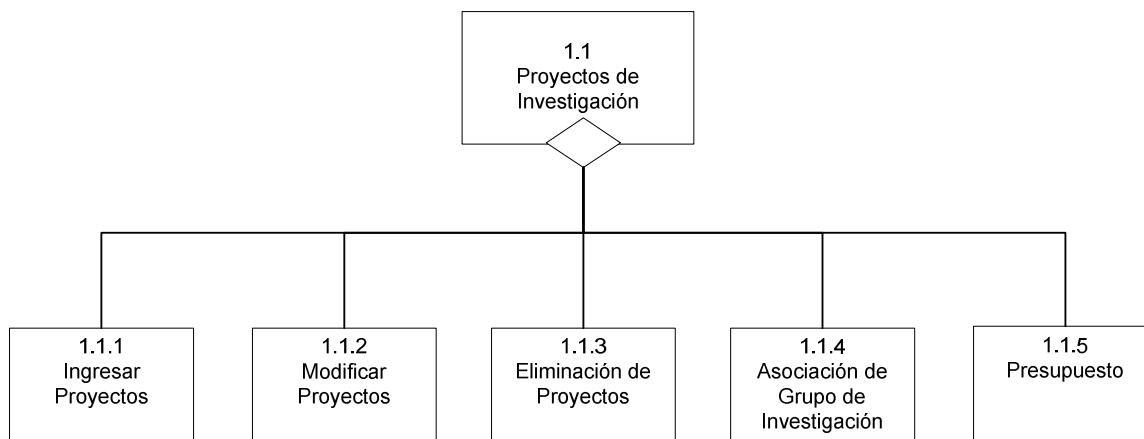 1.1
Proyectos de
Investigación
1.1.1
Ingresar
Proyectos
1.1.2
Modificar
Proyectos
1.1.3
Eliminación de
Proyectos
1.1.4
Asociación de
Grupo de
Investigación
1.1.5
Presupuesto